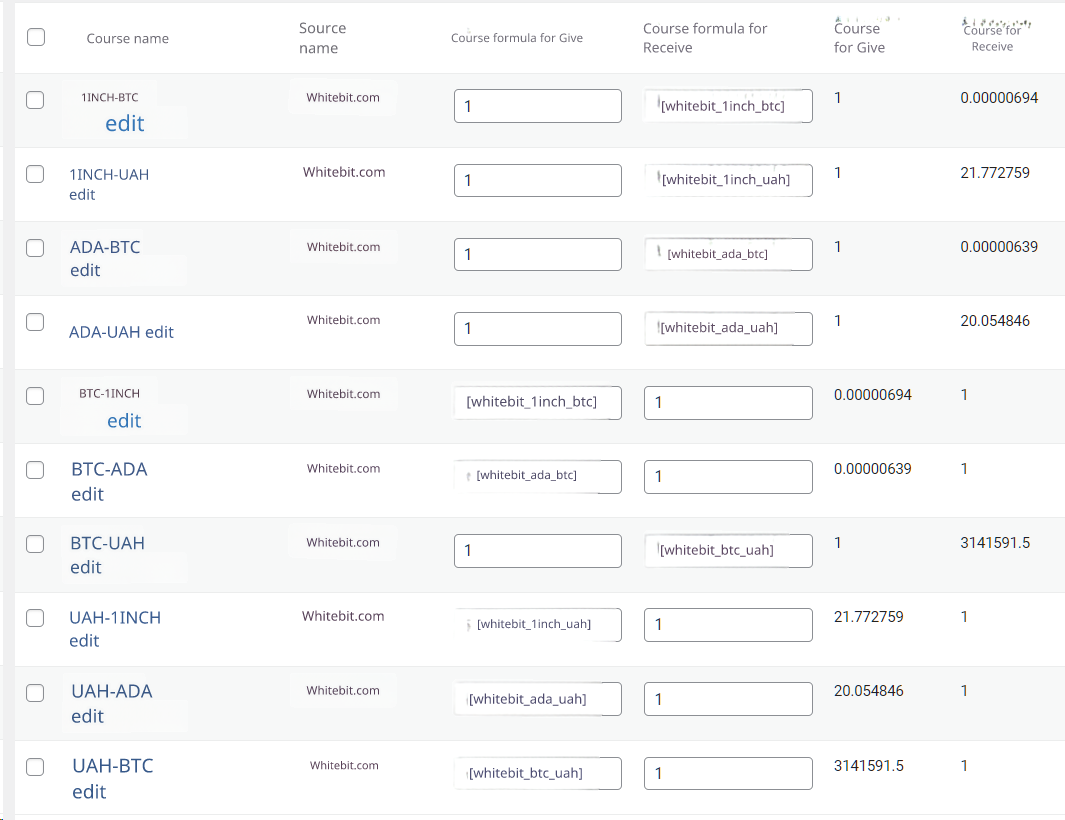 Course name
Source
name
Course formula for Give
Course formula for
Receive
Course
for Give
Course for
Receive
1INCH-BTC
edit
Whitebit.com
1
[whitebit_1inch_btc]
1
0.00000694
1INCH-UAH
edit
Whitebit.com
1
[whitebit_1inch_uah]
1
21.772759
ADA-BTC
edit
Whitebit.com
1
[whitebit_ada_btc]
1
0.00000639
ADA-UAH edit
Whitebit.com
1
[whitebit_ada_uah]
1
20.054846
BTC-1INCH
edit
Whitebit.com
[whitebit_1inch_btc]
1
0.00000694
1
BTC-ADA
edit
Whitebit.com
[whitebit_ada_btc]
1
0.00000639
1
BTC-UAH
edit
Whitebit.com
1
[whitebit_btc_uah]
1
3141591.5
UAH-1INCH
edit
Whitebit.com
[whitebit_1inch_uah]
1
21.772759
1
UAH-ADA
edit
Whitebit.com
[whitebit_ada_uah]
1
20.054846
1
UAH-BTC
edit
Whitebit.com
[whitebit_btc_uah]
1
3141591.5
1